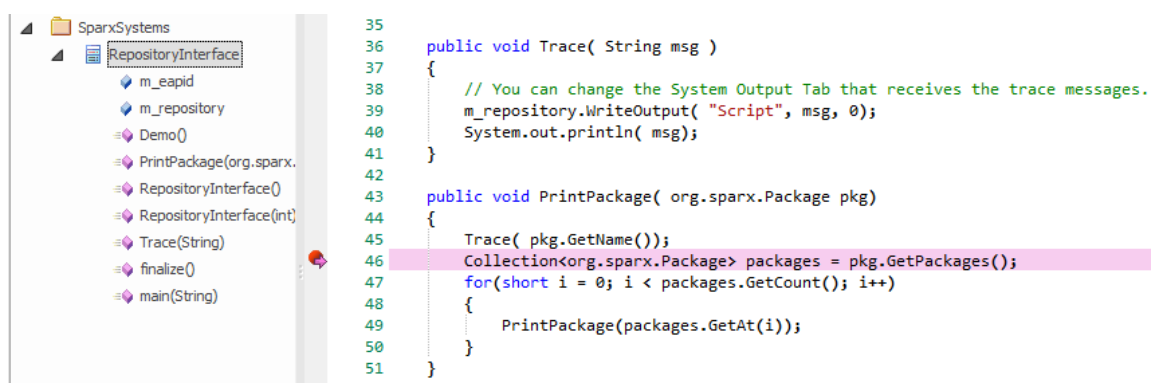 SparxSystems
RepositoryInterface
m_eapid
m_repository
Demo()
PrintPackage(org.sparx.
RepositoryInterface()
RepositoryInterface(int)
Trace(String)
finalize()
main(String)
35
36 public void Trace( String msg )
37 {
38 // You can change the System Output Tab that receives the trace messages.
39 m_repository.WriteOutput( "Script", msg, 0);
40 System.out.println( msg);
41 }
42
43 public void PrintPackage( org.sparx.Package pkg)
44 {
45 Trace( pkg.GetName());
46 Collection<org.sparx.Package> packages = pkg.GetPackages();
47 for(short i = 0; i < packages.GetCount(); i++)
48 {
49 PrintPackage(packages.GetAt(i));
50 }
51 }